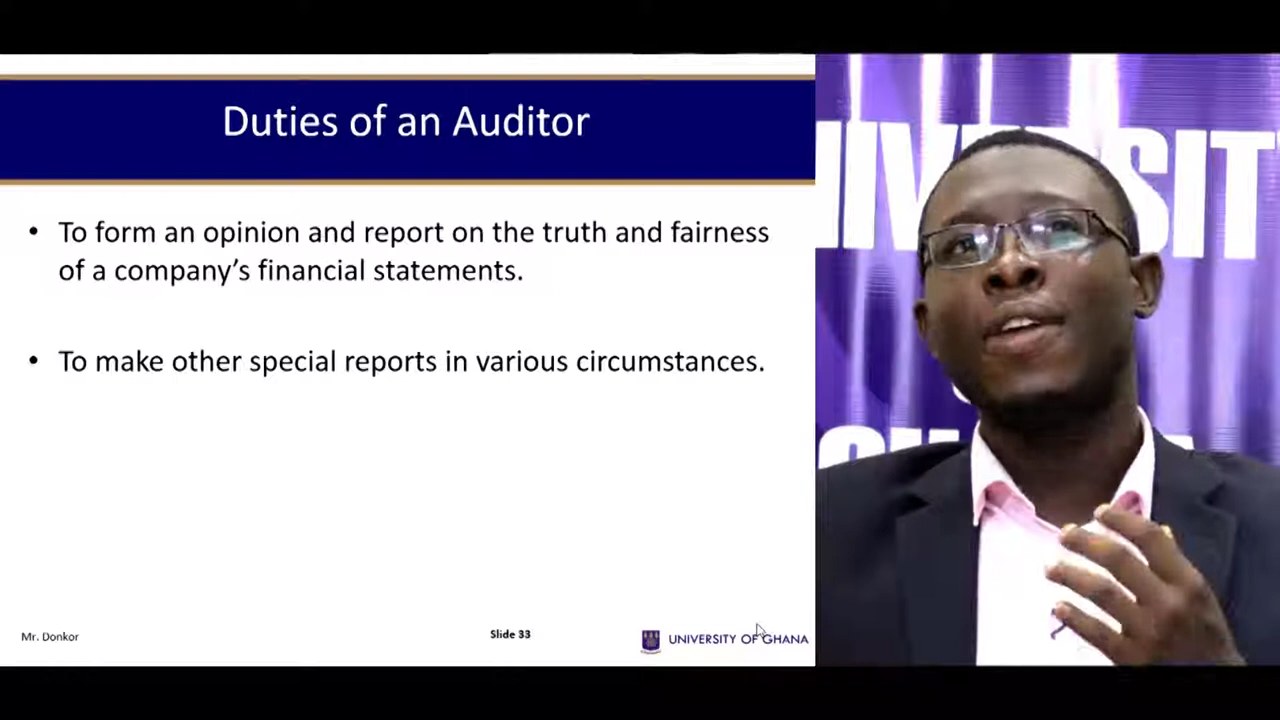 Duties of an Auditor
• To form an opinion and report on the truth and fairness
of a company's financial statements.
• To make other special reports in various circumstances.
Mr. Donkor
Slide 33
UNIVERSITY OF GHANA